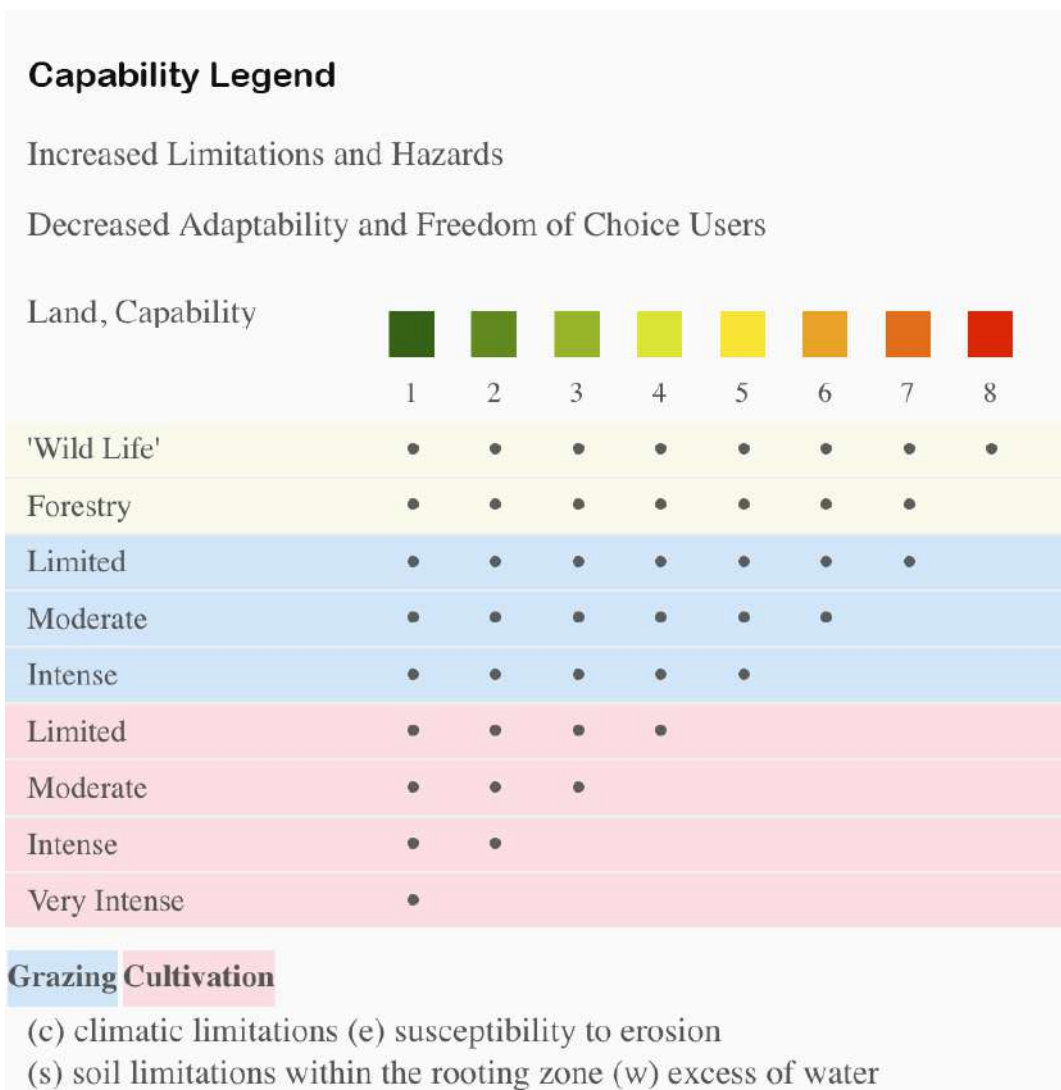 Capability Legend
Increased Limitations and Hazards
Decreased Adaptability and Freedom of Choice Users
Land, Capability
1 2 3 4 5 6 7 8
'Wild Life'
Forestry
Limited
Moderate
Intense
Limited
Moderate
Intense
Very Intense
Grazing Cultivation
(c) climatic limitations (e) susceptibility to erosion
(s) soil limitations within the rooting zone (w) excess of water